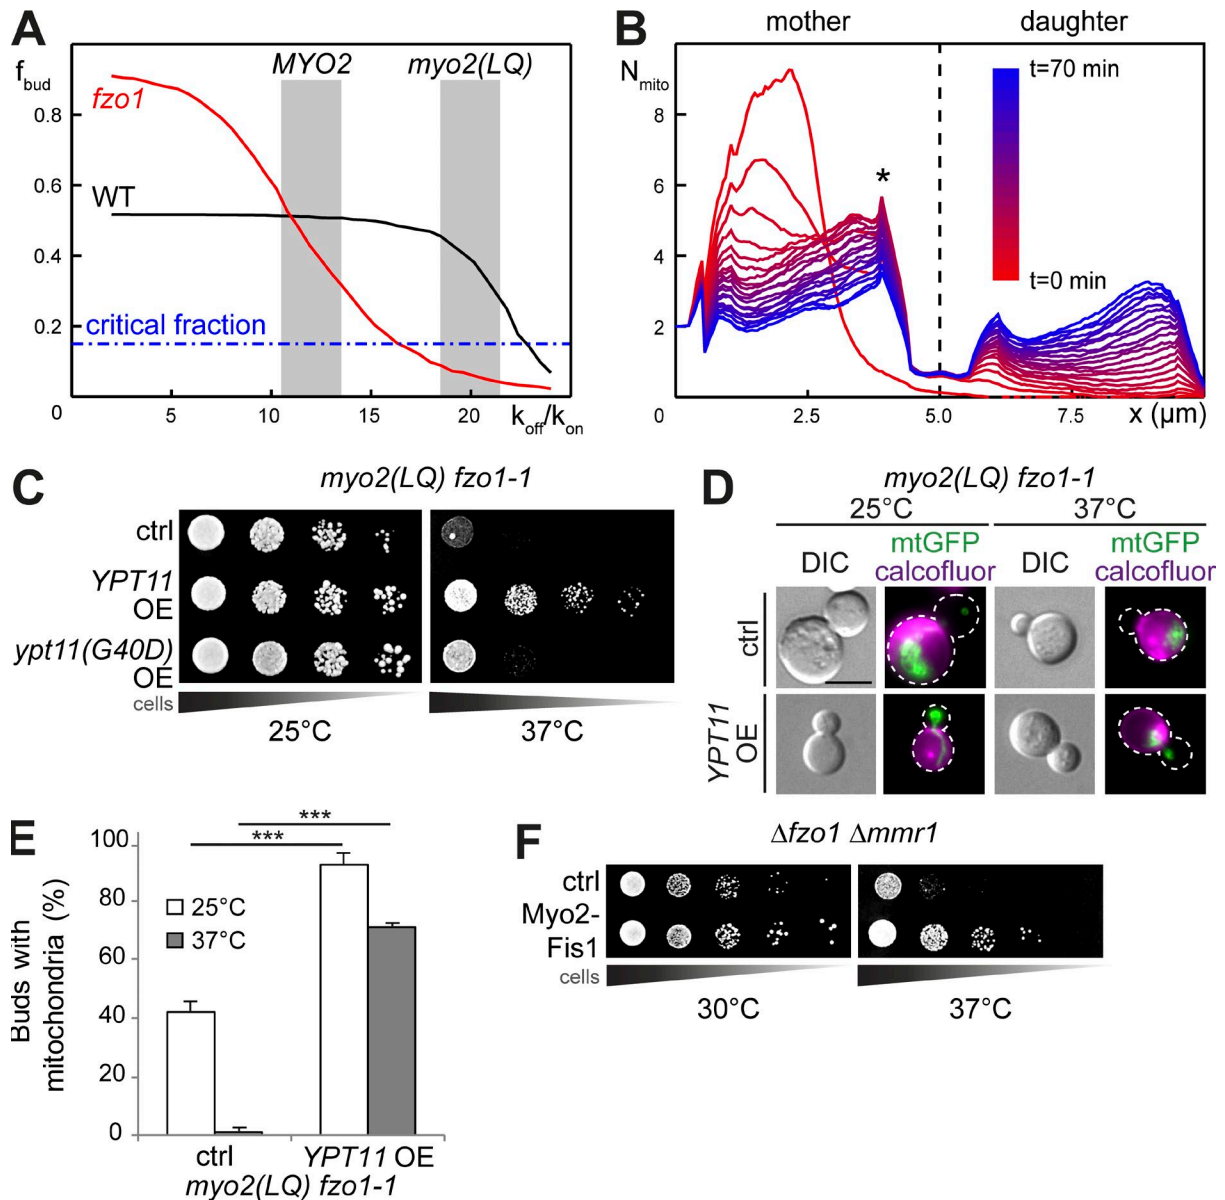 A
f_bud
fzo1
WT
MYO2
myo2(LQ)
critical fraction
0.8
0.6
0.4
0.2
0
5
10
15
20
k_off/k_on
B
mother
daughter
N_mito
t=70 min
t=0 min
*
8
6
4
2
0
2.5
5.0
7.5
x (μm)
C
myo2(LQ) fzo1-1
ctrl
YPT11
OE
ypt11(G40D)
OE
cells
25°C
37°C
D
myo2(LQ) fzo1-1
25°C
37°C
DIC
mtGFP
calcofluor
DIC
mtGFP
calcofluor
ctrl
YPT11
OE
E
Buds with
mitochondria (%)
100
80
60
40
20
0
***
***
25°C
37°C
ctrl
YPT11 OE
myo2(LQ) fzo1-1
F
Δfzo1 Δmmr1
ctrl
Myo2-
Fis1
cells
30°C
37°C